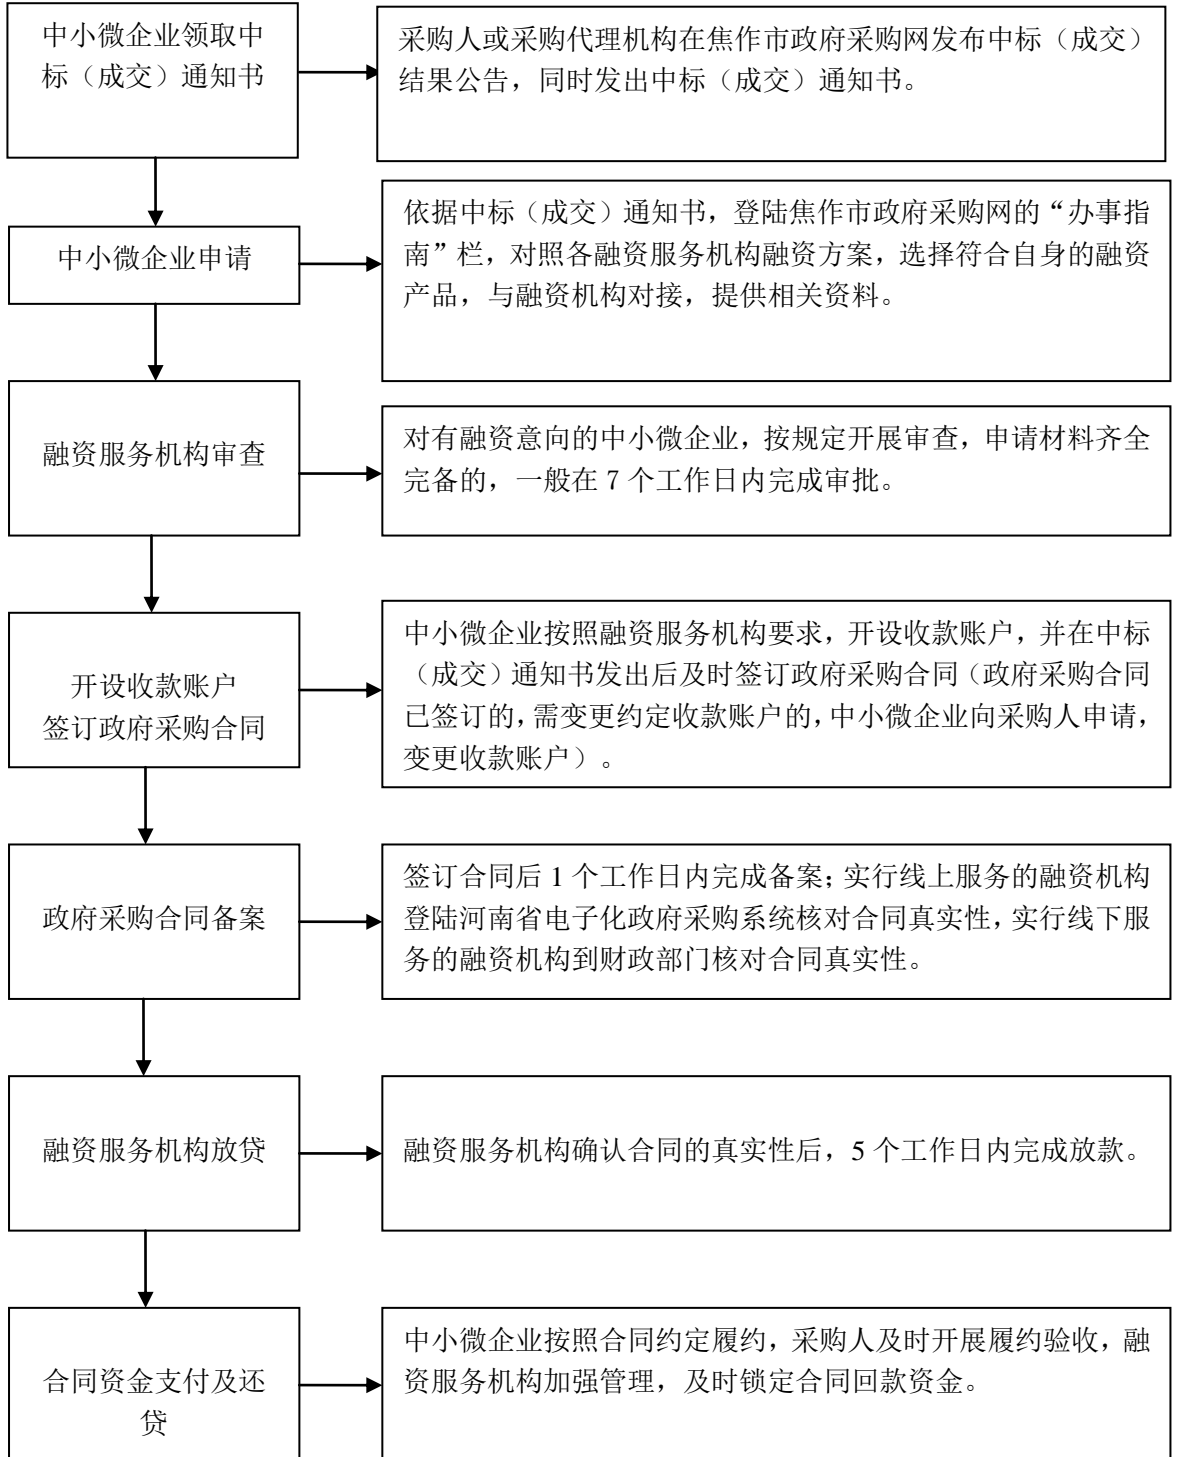 中小微企业领取中
标（成交）通知书
采购人或采购代理机构在焦作市政府采购网发布中标（成交）
结果公告，同时发出中标（成交）通知书。
中小微企业申请
依据中标（成交）通知书，登陆焦作市政府采购网的“办事指
南”栏，对照各融资服务机构融资方案，选择符合自身的融资
产品，与融资机构对接，提供相关资料。
融资服务机构审查
对有融资意向的中小微企业，按规定开展审查，申请材料齐全
完备的，一般在 7 个工作日内完成审批。
开设收款账户
签订政府采购合同
中小微企业按照融资服务机构要求，开设收款账户，并在中标
（成交）通知书发出后及时签订政府采购合同（政府采购合同
已签订的，需变更约定收款账户的，中小微企业向采购人申请，
变更收款账户）。
政府采购合同备案
签订合同后 1 个工作日内完成备案；实行线上服务的融资机构
登陆河南省电子化政府采购系统核对合同真实性，实行线下服
务的融资机构到财政部门核对合同真实性。
融资服务机构放贷
融资服务机构确认合同的真实性后，5 个工作日内完成放款。
合同资金支付及还
贷
中小微企业按照合同约定履约，采购人及时开展履约验收，融
资服务机构加强管理，及时锁定合同回款资金。